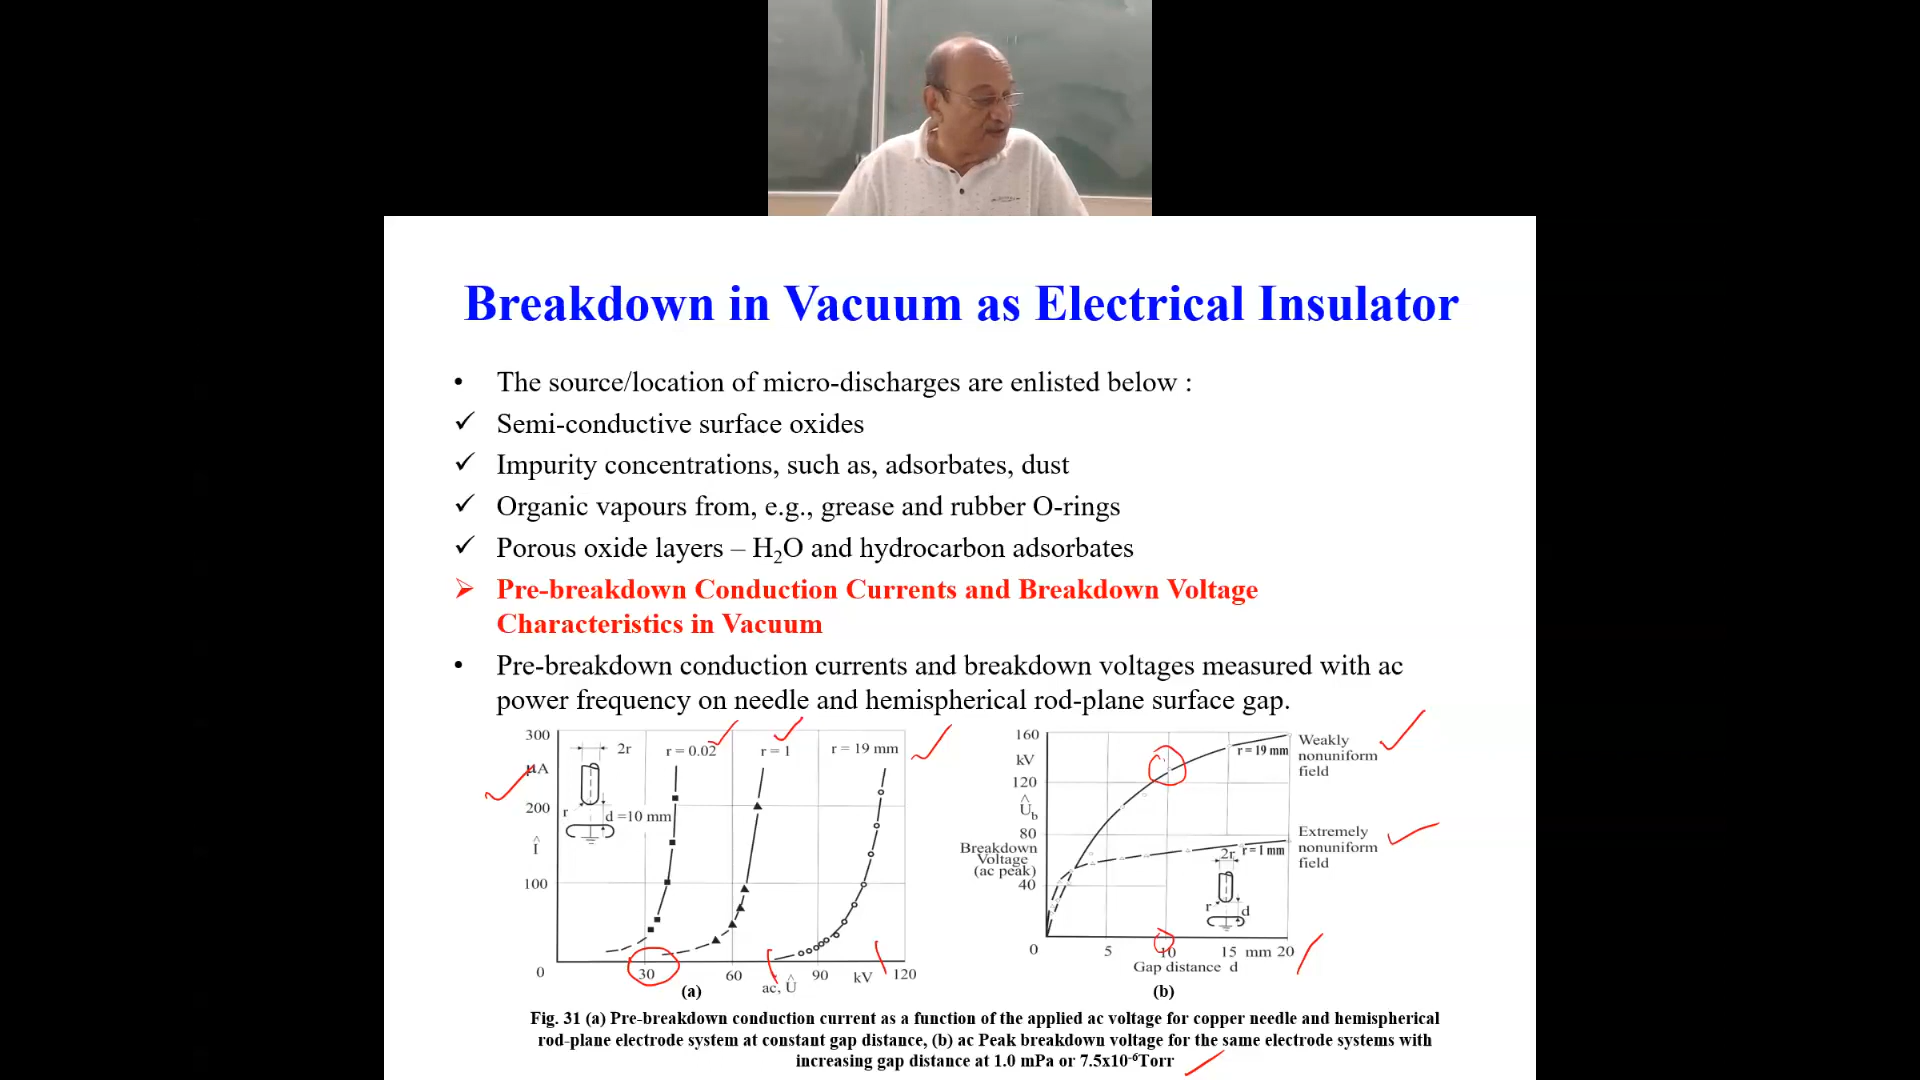 Breakdown in Vacuum as Electrical Insulator
• The source/location of micro-discharges are enlisted below :
✓ Semi-conductive surface oxides
✓ Impurity concentrations, such as, adsorbates, dust
✓ Organic vapours from, e.g., grease and rubber O-rings
✓ Porous oxide layers – H₂O and hydrocarbon adsorbates
➢ Pre-breakdown Conduction Currents and Breakdown Voltage
Characteristics in Vacuum
• Pre-breakdown conduction currents and breakdown voltages measured with ac
power frequency on needle and hemispherical rod-plane surface gap.
300
µA
200
Î
100
0
2r
r
d =10 mm
r = 0.02
r = 1
r = 19 mm
30 60 90 kV 120
ac, Û
(a)
160
kV
120
Û_b
80
Breakdown
Voltage
(ac peak)
40
0
r = 19 mm
Weakly
nonuniform
field
Extremely
nonuniform
field
2r r = 1 mm
r d
5 10 15 mm 20
Gap distance d
(b)
Fig. 31 (a) Pre-breakdown conduction current as a function of the applied ac voltage for copper needle and hemispherical
rod-plane electrode system at constant gap distance, (b) ac Peak breakdown voltage for the same electrode systems with
increasing gap distance at 1.0 mPa or 7.5x10⁻⁶Torr